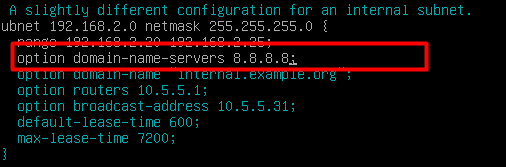 A slightly different configuration for an internal subnet.
ubnet 192.168.2.0 netmask 255.255.255.0 {
range 192.168.2.20 192.168.2.25;
option domain-name-servers 8.8.8.8;
option domain-name "internal.example.org";
option routers 10.5.5.1;
option broadcast-address 10.5.5.31;
default-lease-time 600;
max-lease-time 7200;
}